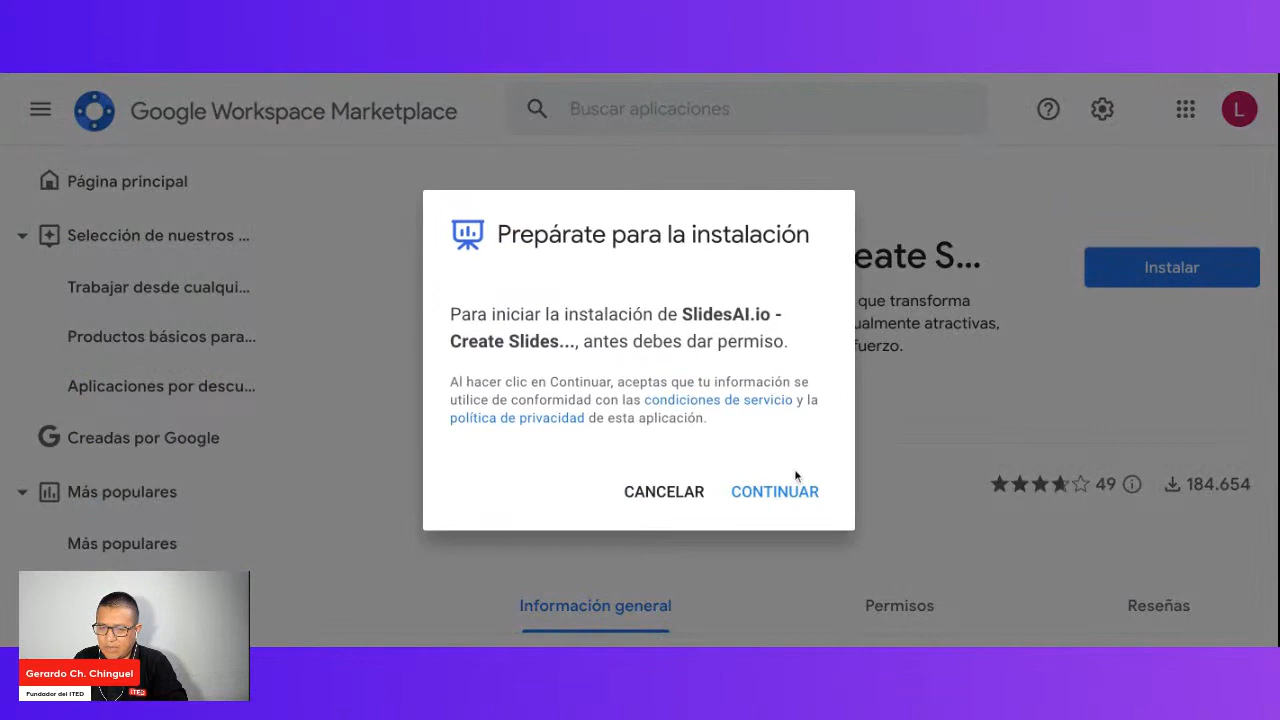 Google Workspace Marketplace
Buscar aplicaciones
L
Página principal
Selección de nuestros ...
Trabajar desde cualqui...
Productos básicos para...
Aplicaciones por descu...
Creadas por Google
Más populares
Más populares
Prepárate para la instalación
Para iniciar la instalación de SlidesAI.io -
Create Slides..., antes debes dar permiso.
Al hacer clic en Continuar, aceptas que tu información se
utilice de conformidad con las condiciones de servicio y la
política de privacidad de esta aplicación.
CANCELAR CONTINUAR
eate S...
Instalar
que transforma
ualmente atractivas,
fuerzo.
49 184.654
Información general
Permisos
Reseñas
Gerardo Ch. Chinguel
Fundador del ITED
ITED